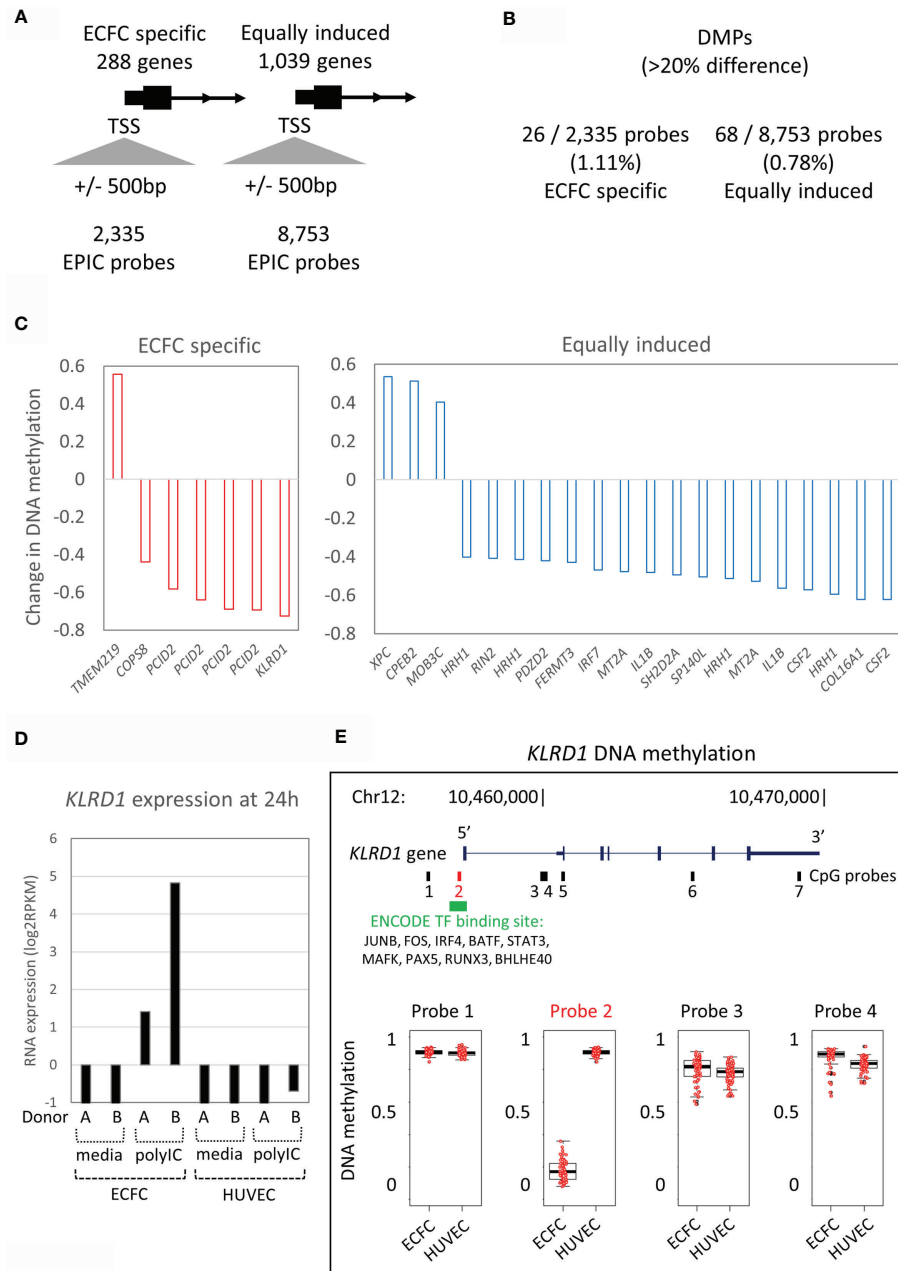 A
ECFC specific
288 genes
Equally induced
1,039 genes
TSS
TSS
+/- 500bp
+/- 500bp
2,335
EPIC probes
8,753
EPIC probes
B
DMPs
(>20% difference)
26 / 2,335 probes
(1.11%)
ECFC specific
68 / 8,753 probes
(0.78%)
Equally induced
C
ECFC specific
Equally induced
Change in DNA methylation
0.6
0.4
0.2
0
-0.2
-0.4
-0.6
-0.8
TMEM219
COPS8
PCID2
PCID2
PCID2
PCID2
KLRD1
0.6
0.4
0.2
0
-0.2
-0.4
-0.6
-0.8
XPC
CPEB2
MOB3C
HRH1
RIN2
HRH1
PDZD2
FERMT3
IRF7
MT2A
IL1B
SH2D2A
SP140L
HRH1
MT2A
IL1B
CSF2
HRH1
COL16A1
CSF2
D
KLRD1 expression at 24h
RNA expression (log2RPKM)
6
5
4
3
2
1
0
-1
Donor A B A B A B A B
media polyIC media polyIC
ECFC HUVEC
E
KLRD1 DNA methylation
Chr12: 10,460,000| 10,470,000|
5’ 3’
KLRD1 gene
1 2 3 4 5 6 7 CpG probes
ENCODE TF binding site:
JUNB, FOS, IRF4, BATF, STAT3,
MAFK, PAX5, RUNX3, BHLHE40
DNA methylation
Probe 1
1
0.5
0
ECFC
HUVEC
Probe 2
1
0.5
0
ECFC
HUVEC
Probe 3
1
0.5
0
ECFC
HUVEC
Probe 4
1
0.5
0
ECFC
HUVEC